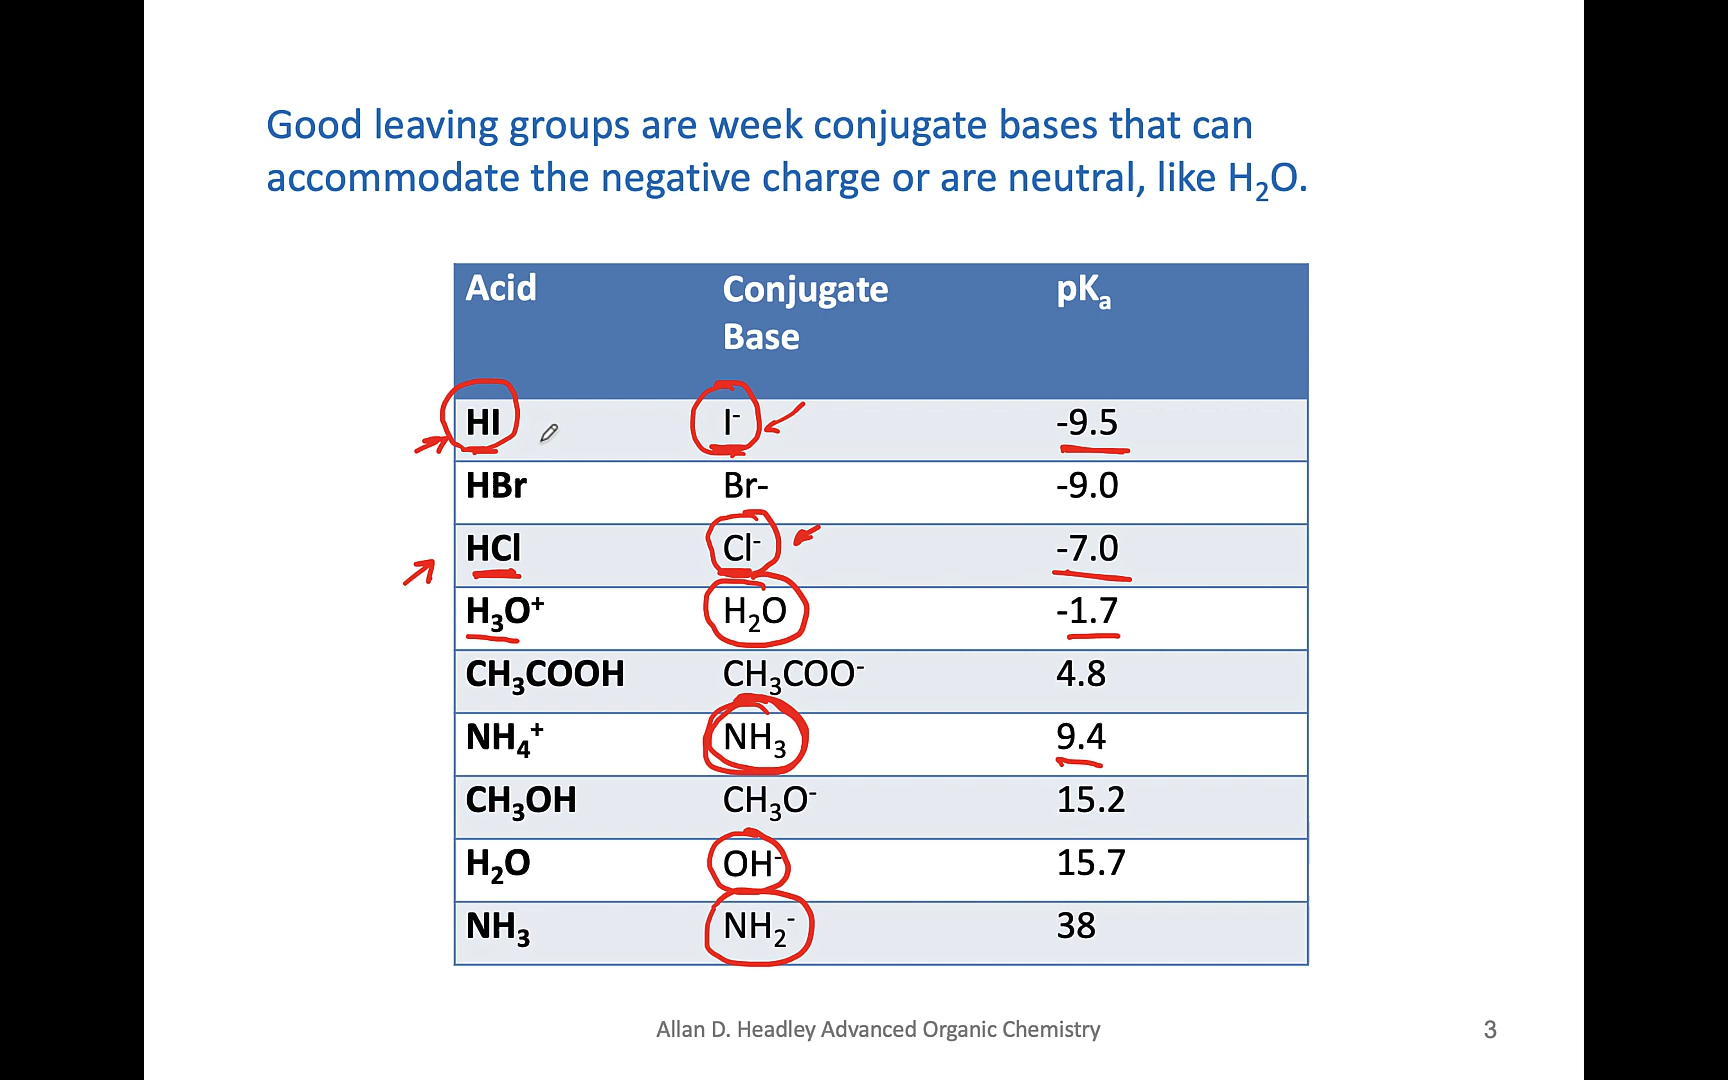 Good leaving groups are week conjugate bases that can
accommodate the negative charge or are neutral, like H₂O.
Acid Conjugate Base pKₐ
HI I⁻ -9.5
HBr Br- -9.0
HCl Cl⁻ -7.0
H₃O⁺ H₂O -1.7
CH₃COOH CH₃COO⁻ 4.8
NH₄⁺ NH₃ 9.4
CH₃OH CH₃O⁻ 15.2
H₂O OH⁻ 15.7
NH₃ NH₂⁻ 38
Allan D. Headley Advanced Organic Chemistry 3